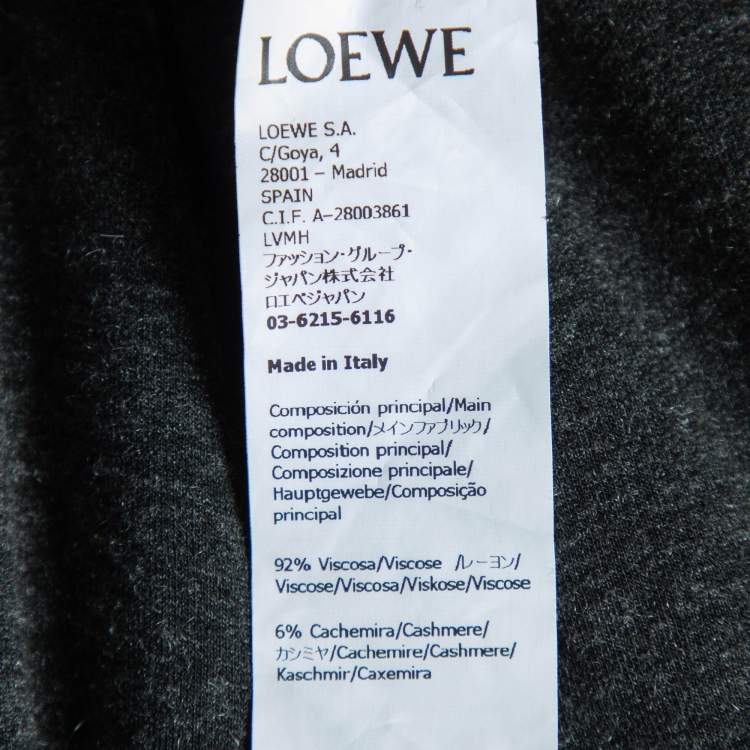 LOEWE
LOEWE S.A.
C/Goya, 4
28001 – Madrid
SPAIN
C.I.F. A-28003861
LVMH
ファッション・グループ・
ジャパン株式会社
ロエベジャパン
03-6215-6116
Made in Italy
Composición principal/Main
composition/メインファブリック/
Composition principal/
Composizione principale/
Hauptgewebe/Composição
principal
92% Viscosa/Viscose /レーヨン/
Viscose/Viscosa/Viskose/Viscose
6% Cachemira/Cashmere/
カシミヤ/Cachemire/Cashmere/
Kaschmir/Caxemira